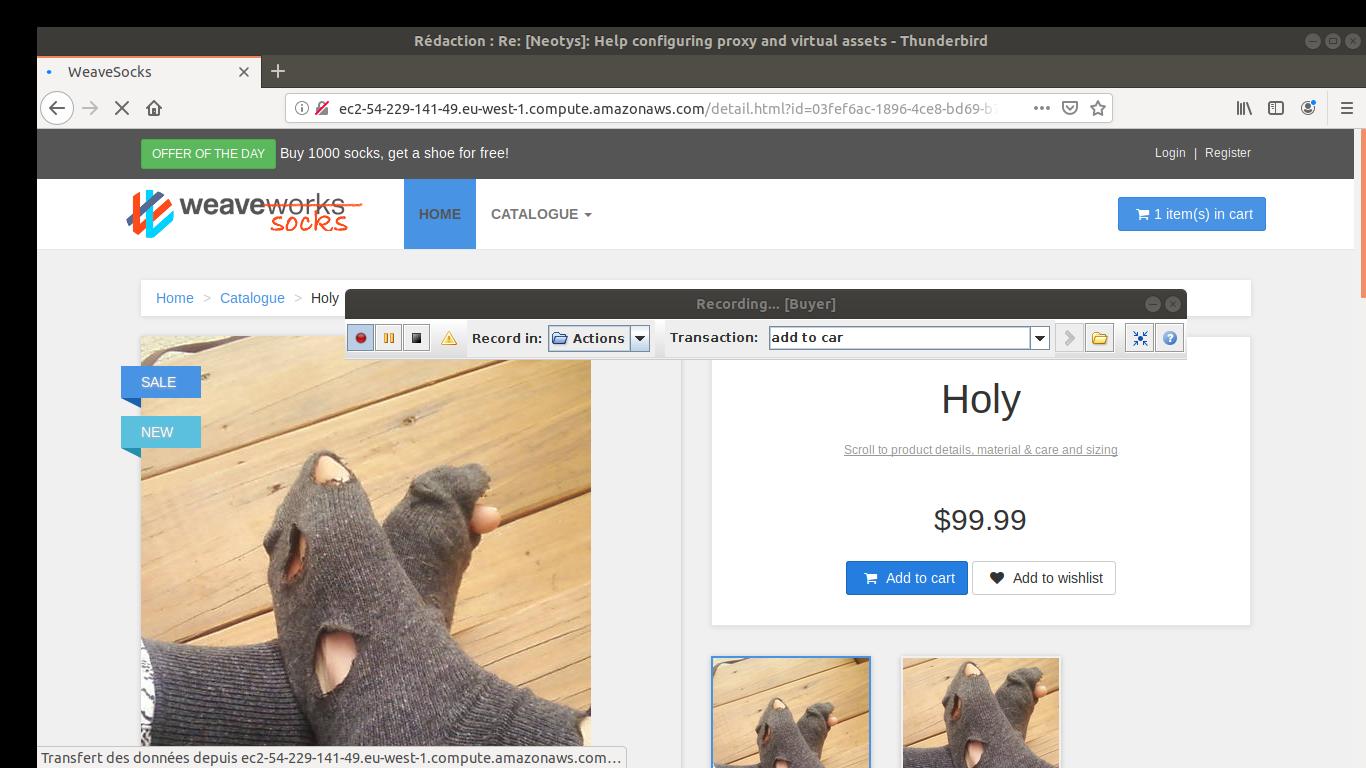 Rédaction : Re: [Neotys]: Help configuring proxy and virtual assets - Thunderbird
WeaveSocks
ec2-54-229-141-49.eu-west-1.compute.amazonaws.com/detail.html?id=03fef6ac-1896-4ce8-bd69-b
OFFER OF THE DAY Buy 1000 socks, get a shoe for free!
Login | Register
weaveworks
socks
HOME CATALOGUE
1 item(s) in cart
Home > Catalogue > Holy
Recording... [Buyer]
Record in: Actions Transaction: add to car
SALE
NEW
Holy
Scroll to product details, material & care and sizing
$99.99
Add to cart Add to wishlist
Transfert des données depuis ec2-54-229-141-49.eu-west-1.compute.amazonaws.com…